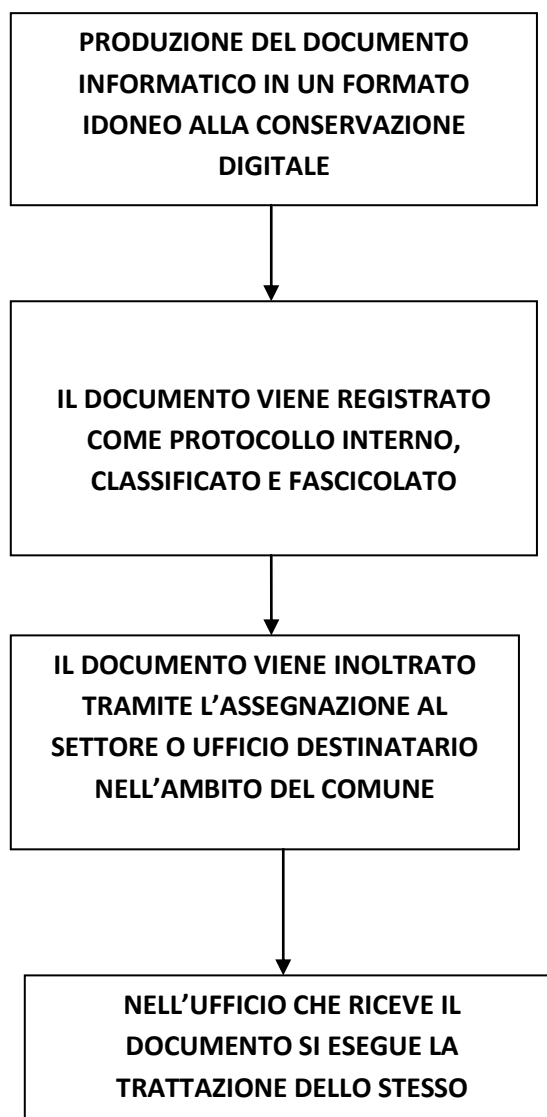 PRODUZIONE DEL DOCUMENTO
INFORMATICO IN UN FORMATO
IDONEO ALLA CONSERVAZIONE
DIGITALE
IL DOCUMENTO VIENE REGISTRATO
COME PROTOCOLLO INTERNO,
CLASSIFICATO E FASCICOLATO
IL DOCUMENTO VIENE INOLTRATO
TRAMITE L’ASSEGNAZIONE AL
SETTORE O UFFICIO DESTINATARIO
NELL’AMBITO DEL COMUNE
NELL’UFFICIO CHE RICEVE IL
DOCUMENTO SI ESEGUE LA
TRATTAZIONE DELLO STESSO